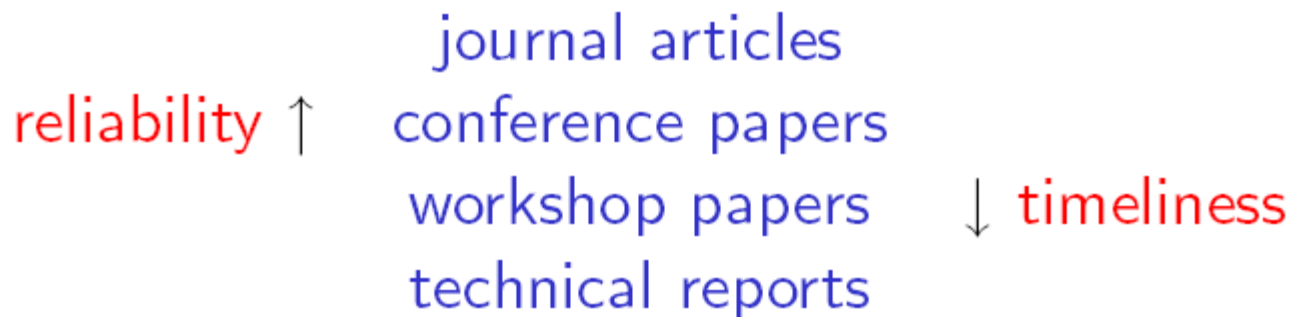 journal articles
reliability ↑ conference papers
workshop papers ↓ timeliness
technical reports